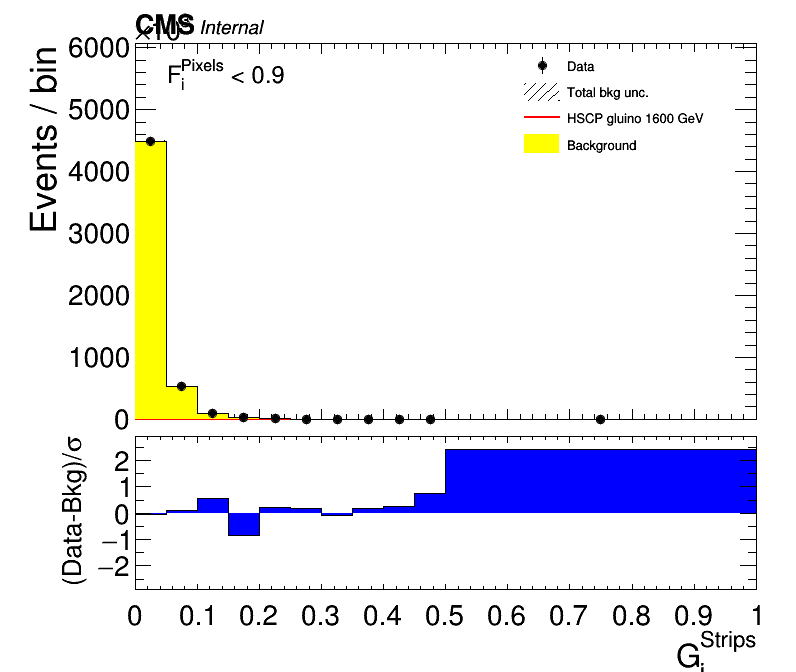 CMS Internal
×10³
F_i^Pixels < 0.9
Data
Total bkg unc.
HSCP gluino 1600 GeV
Background
Events / bin
6000
5000
4000
3000
2000
1000
0
(Data-Bkg)/σ
2
1
0
−1
−2
0 0.1 0.2 0.3 0.4 0.5 0.6 0.7 0.8 0.9 1
G_i^Strips